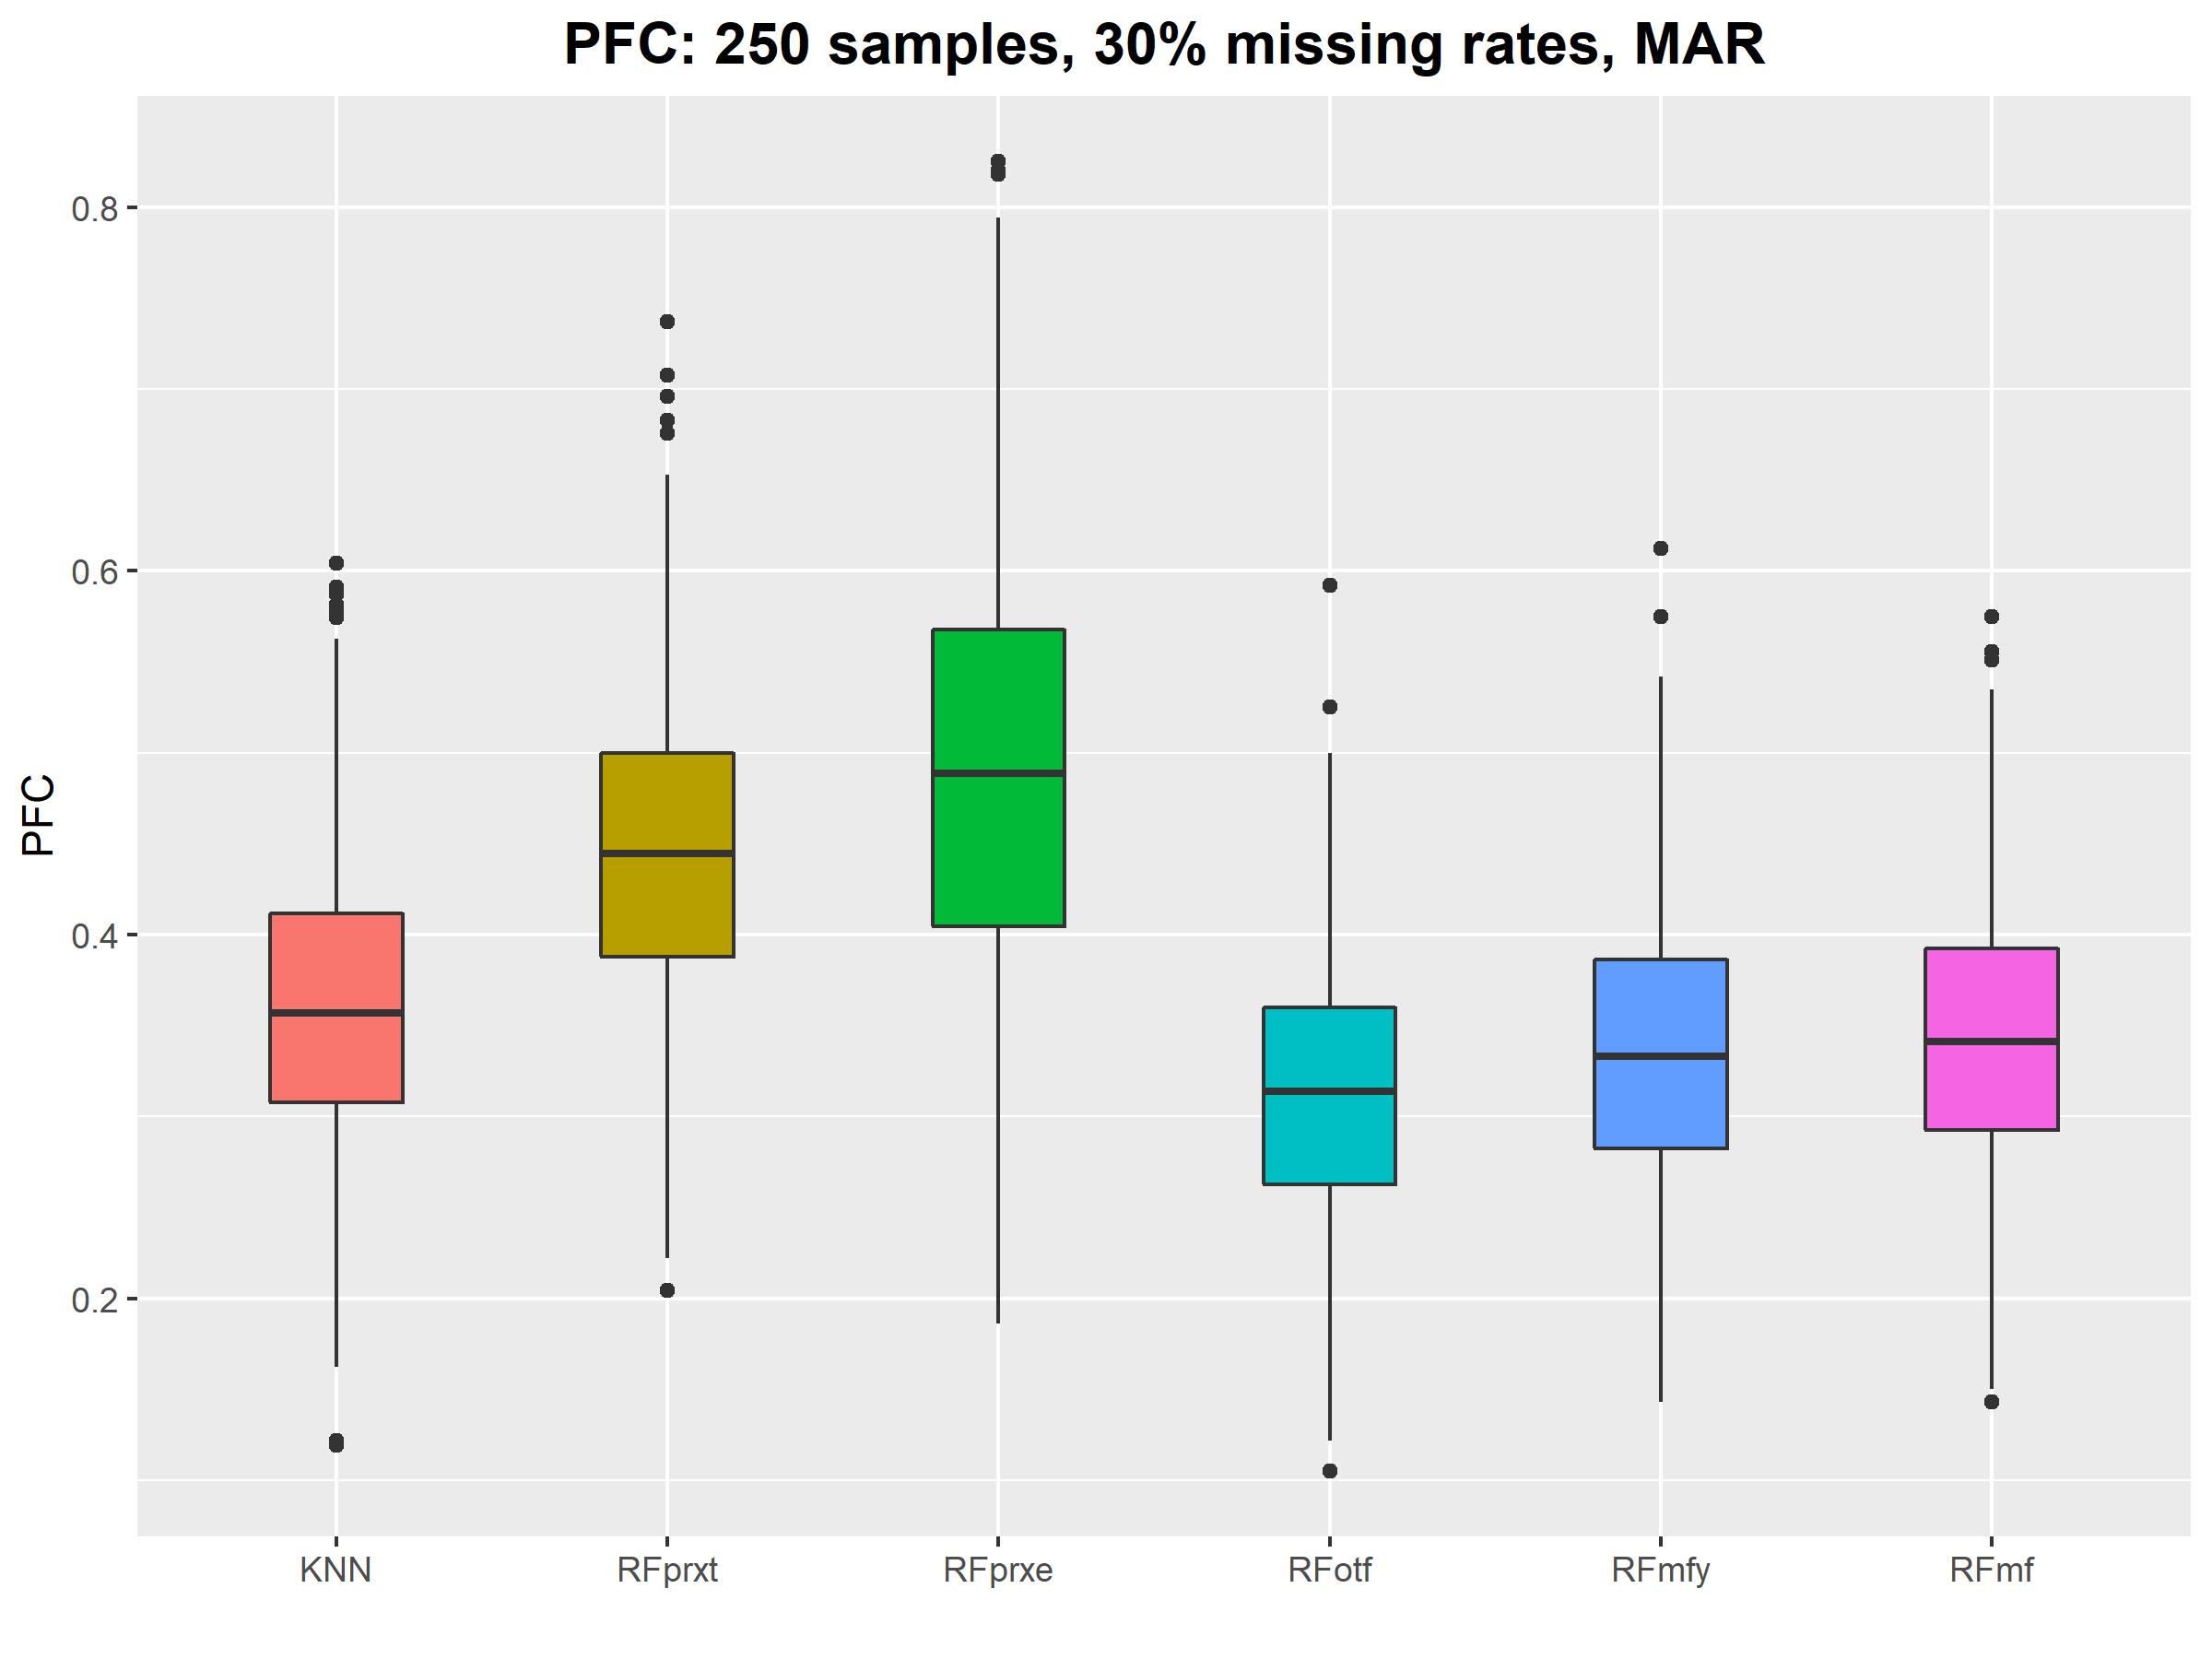 PFC: 250 samples, 30% missing rates, MAR
PFC
0.8
0.6
0.4
0.2
KNN RFprxt RFprxe RFotf RFmfy RFmf